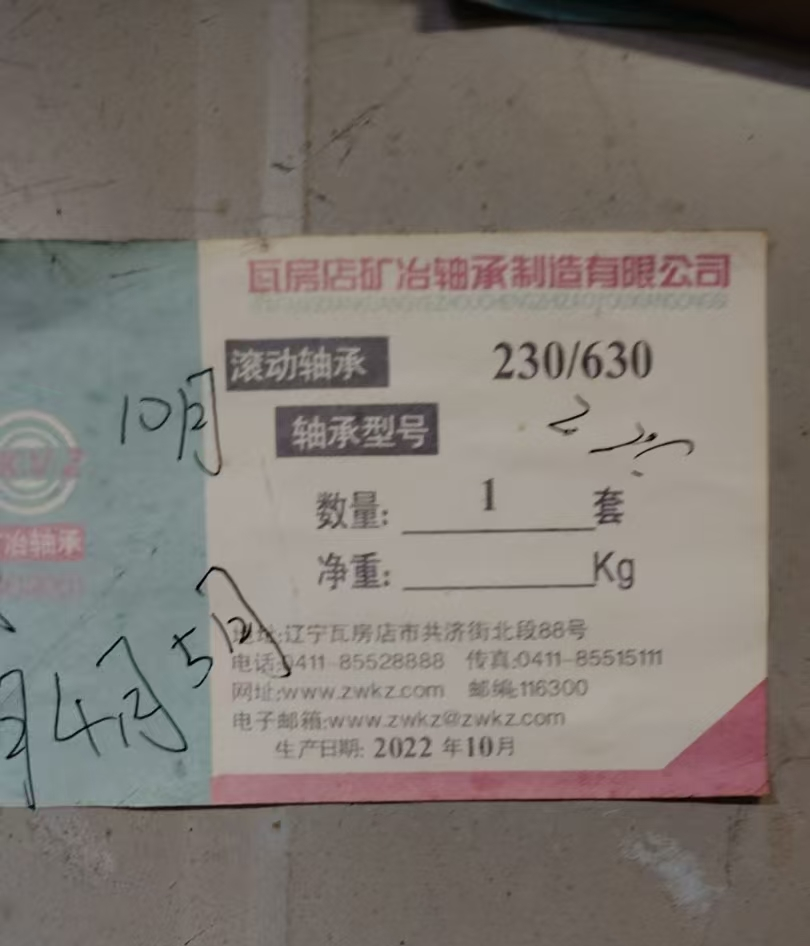 瓦房店矿冶轴承制造有限公司
滚动轴承 230/630
10月
轴承型号
数量: 1 套
冶轴承
净重: Kg
地址:辽宁瓦房店市共济街北段88号
电话:0411-85528888 传真:0411-85515111
网址:www.zwkz.com 邮编:116300
电子邮箱:www.zwkz@zwkz.com
生产日期: 2022 年10月
4月5日